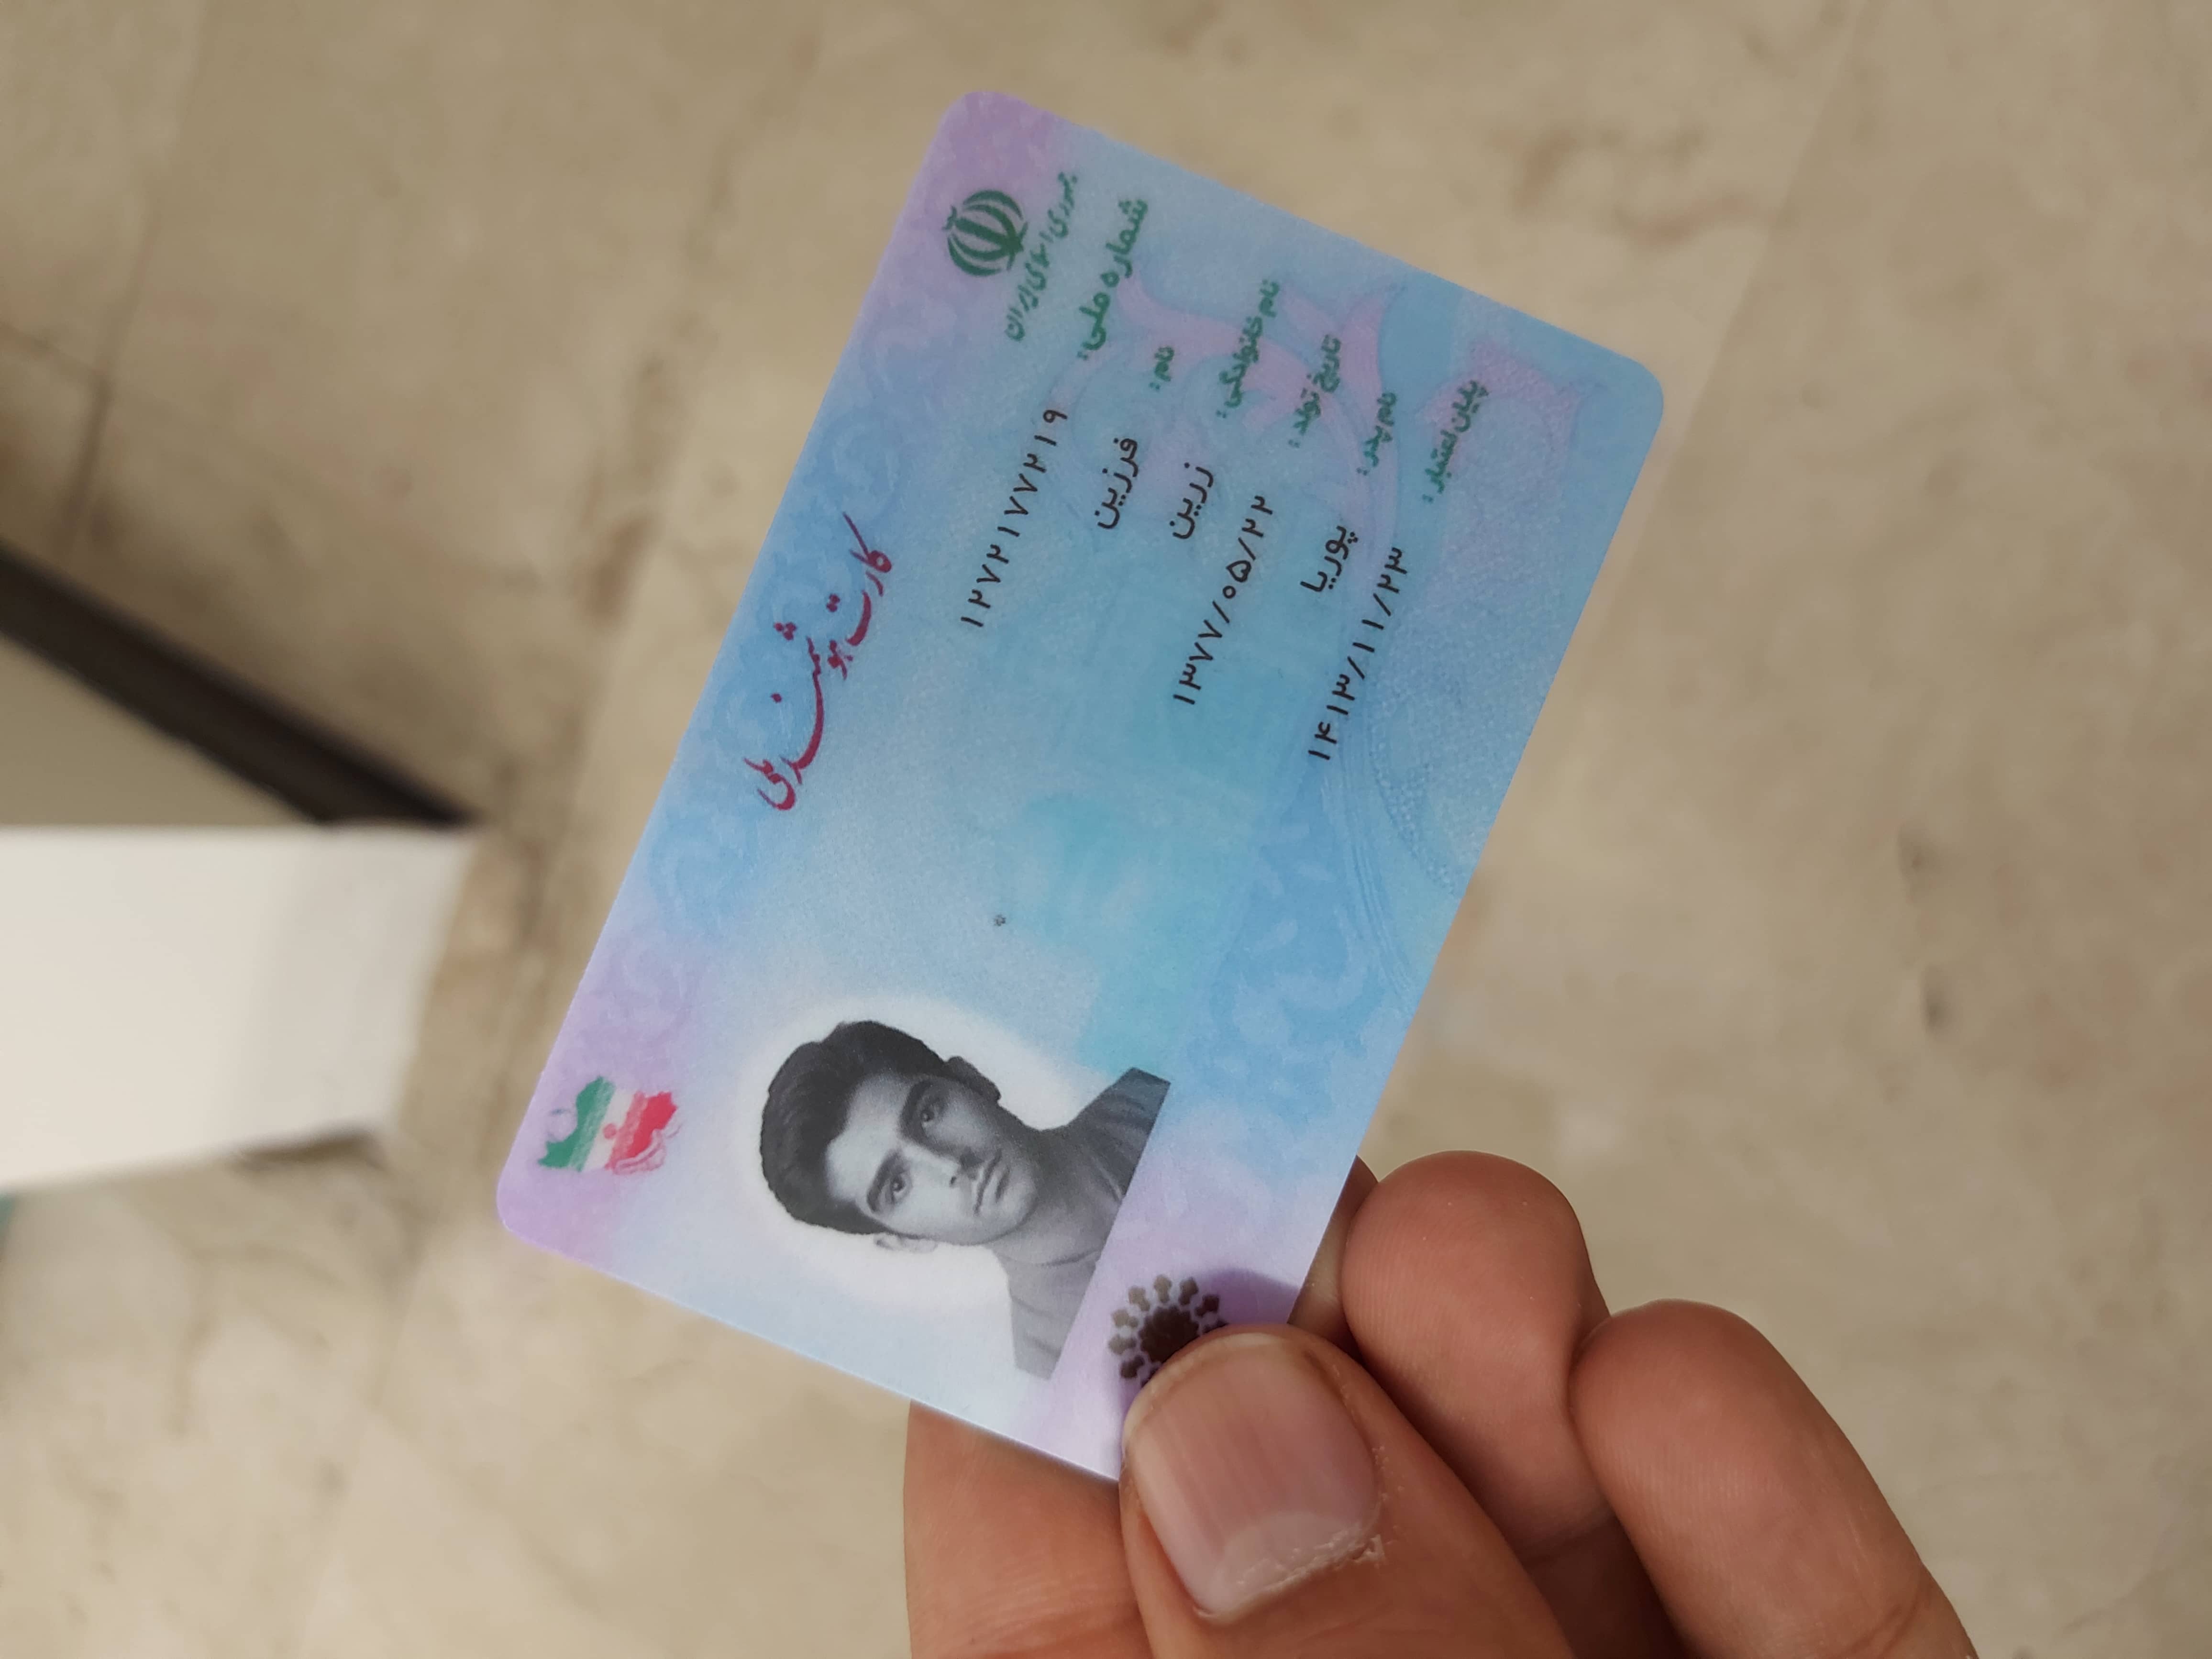 جمهوری اسلامی ایران
کارت هوشمند ملی
شماره ملی: ۱۲۷۲۱۷۷۲۱۹
نام: فرزین
نام خانوادگی: زرین
تاریخ تولد: ۱۳۷۷/۰۵/۲۲
نام پدر: پوریا
پایان اعتبار: ۱۴۱۳/۱۱/۲۳